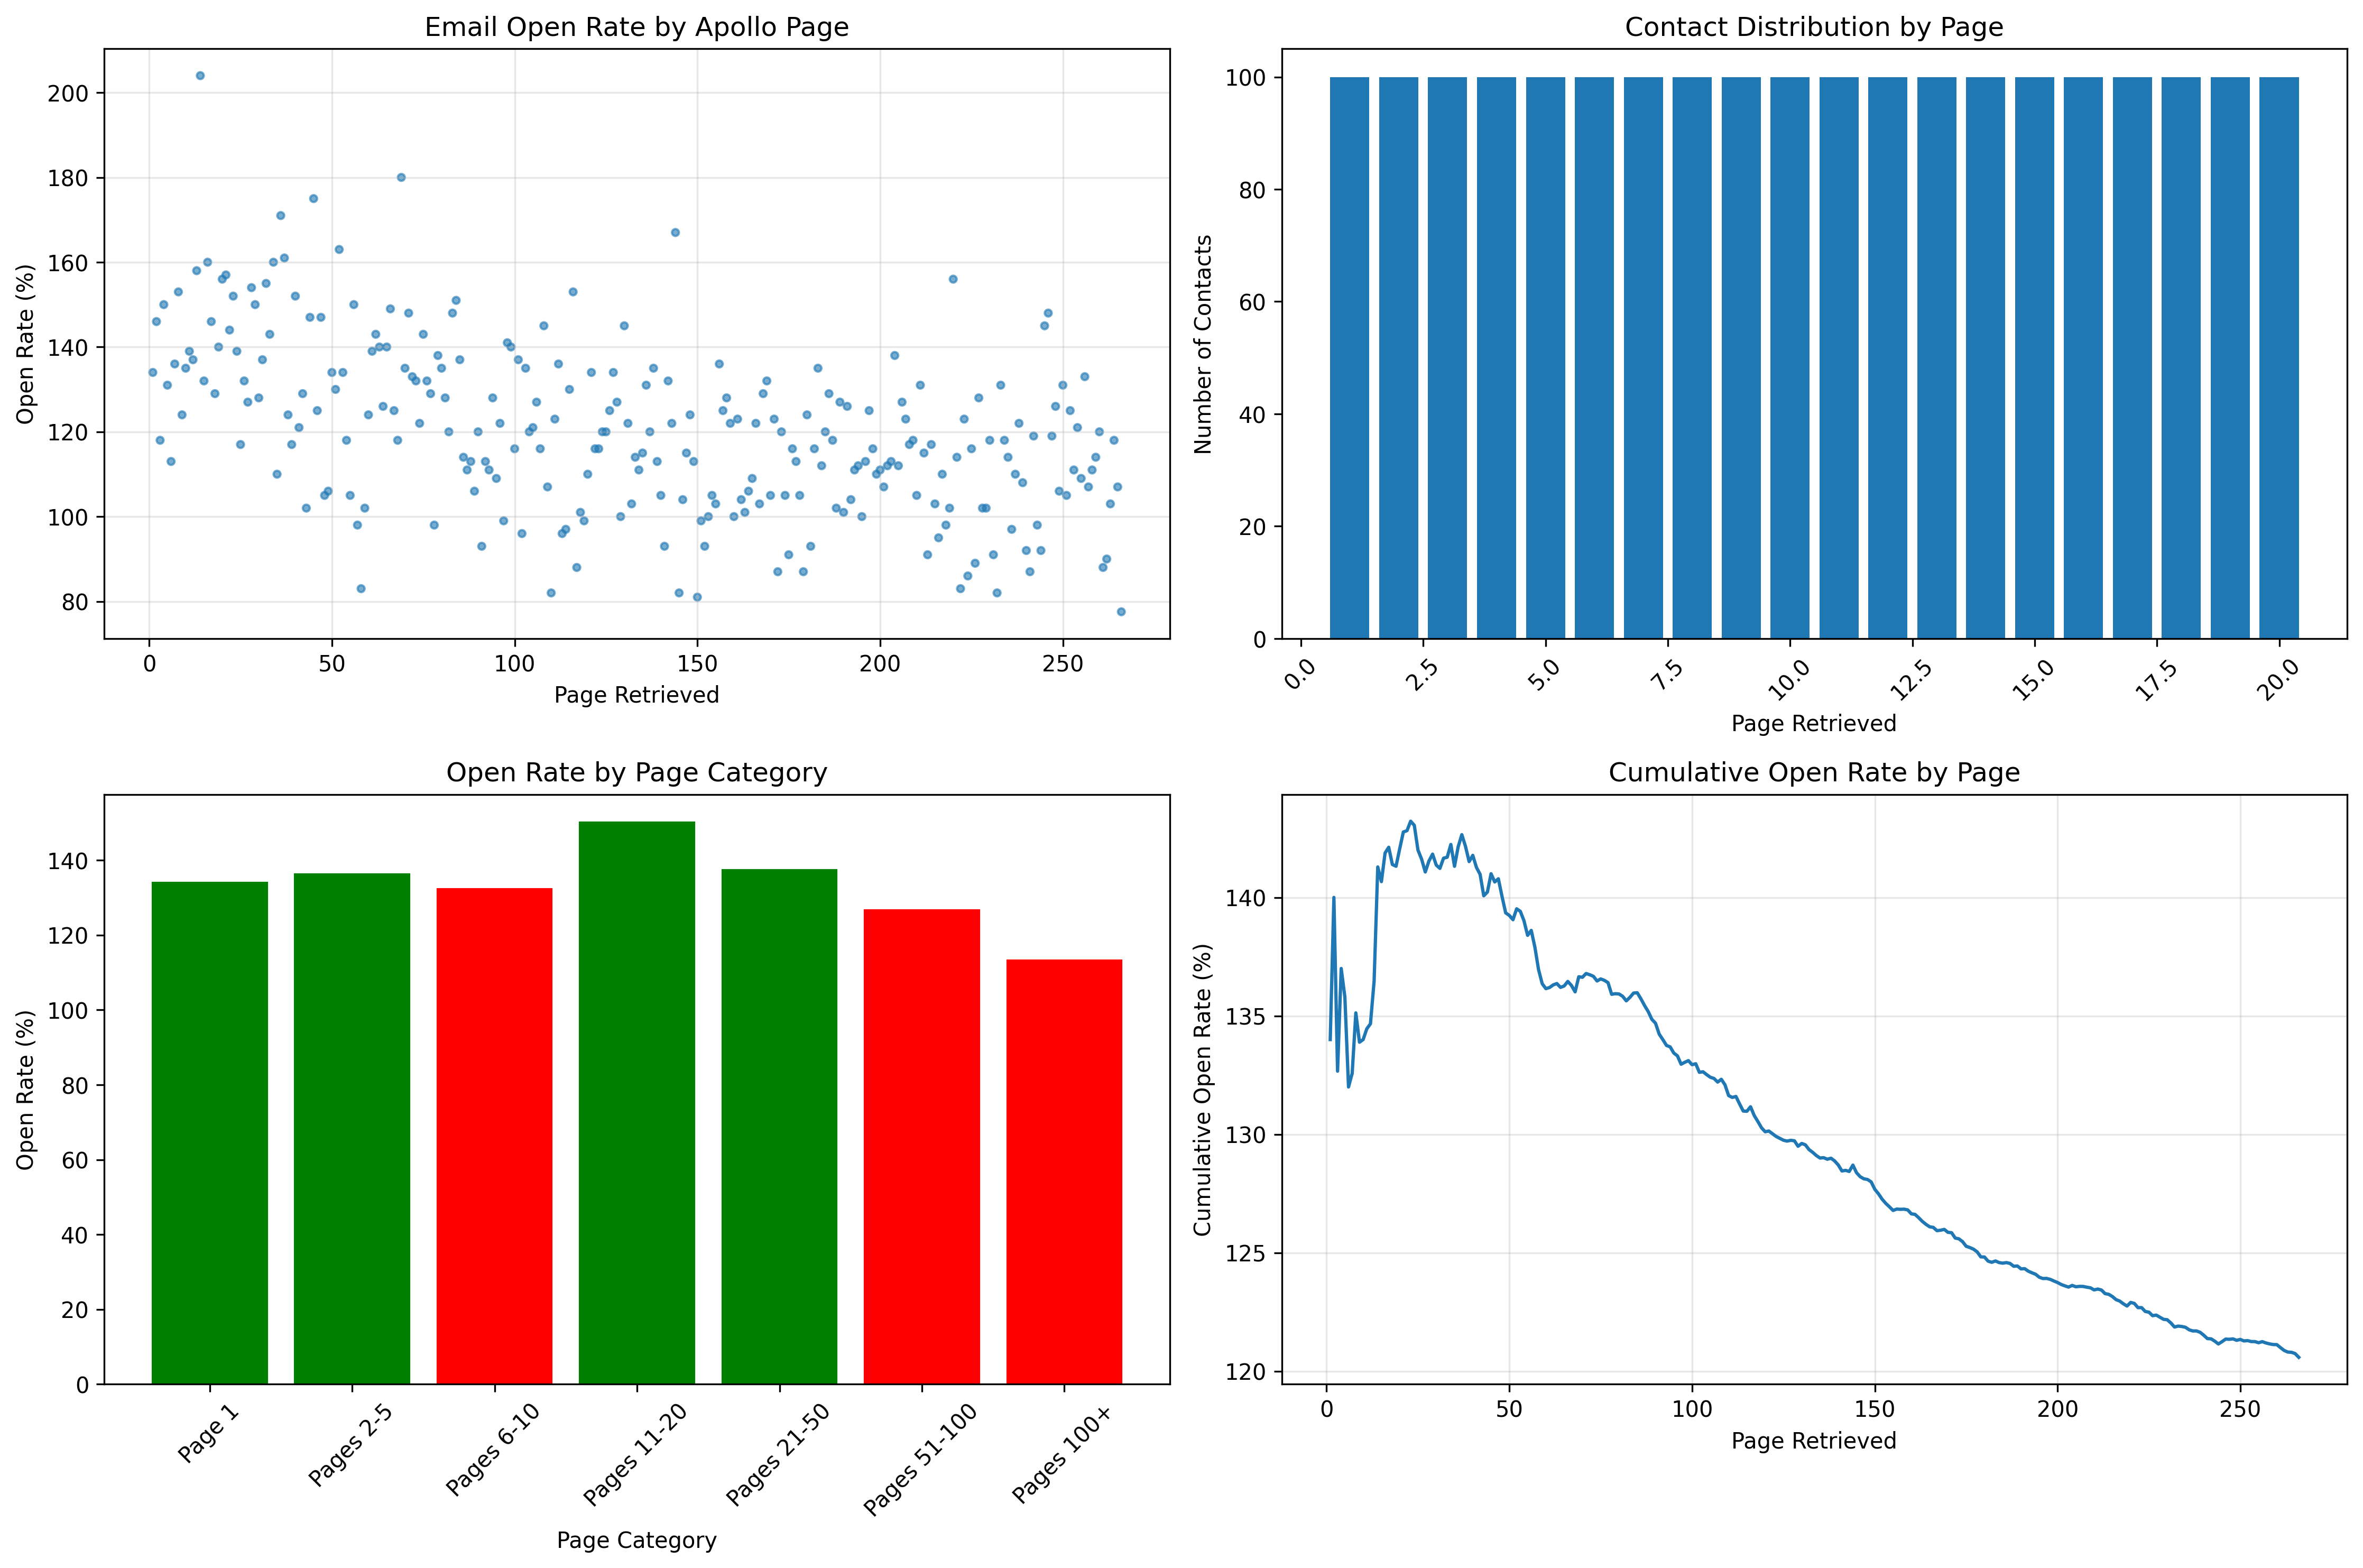 Email Open Rate by Apollo Page
Open Rate (%)
200
180
160
140
120
100
80
0 50 100 150 200 250
Page Retrieved
Contact Distribution by Page
Number of Contacts
100
80
60
40
20
0
0.0 2.5 5.0 7.5 10.0 12.5 15.0 17.5 20.0
Page Retrieved
Open Rate by Page Category
Open Rate (%)
140
120
100
80
60
40
20
0
Page 1 Pages 2-5 Pages 6-10 Pages 11-20 Pages 21-50 Pages 51-100 Pages 100+
Page Category
Cumulative Open Rate by Page
Cumulative Open Rate (%)
140
135
130
125
120
0 50 100 150 200 250
Page Retrieved